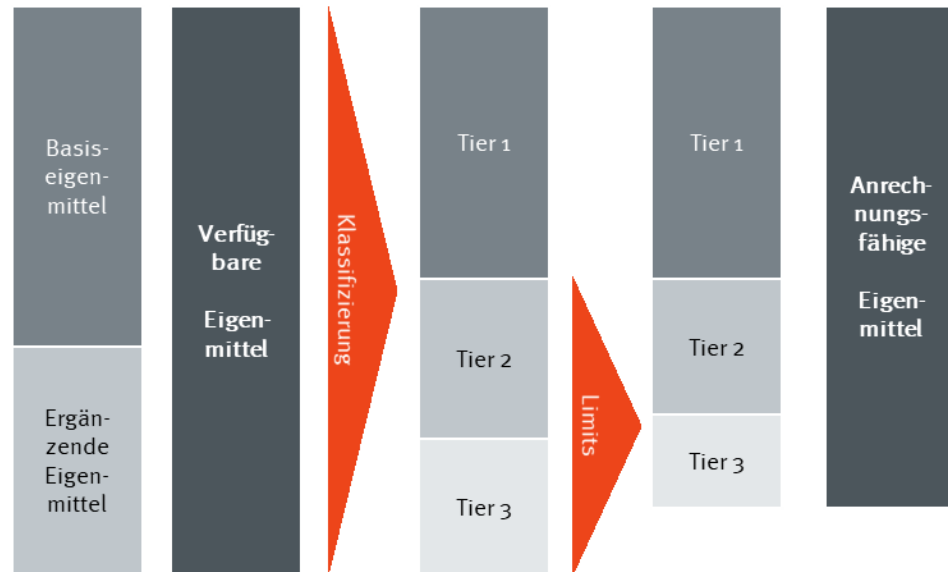 Basis-
eigen-
mittel
Ergän-
zende
Eigen-
mittel
Verfüg-
bare
Eigen-
mittel
Klassifizierung
Tier 1
Tier 2
Tier 3
Limits
Tier 1
Tier 2
Tier 3
Anrech-
nungs-
fähige
Eigen-
mittel